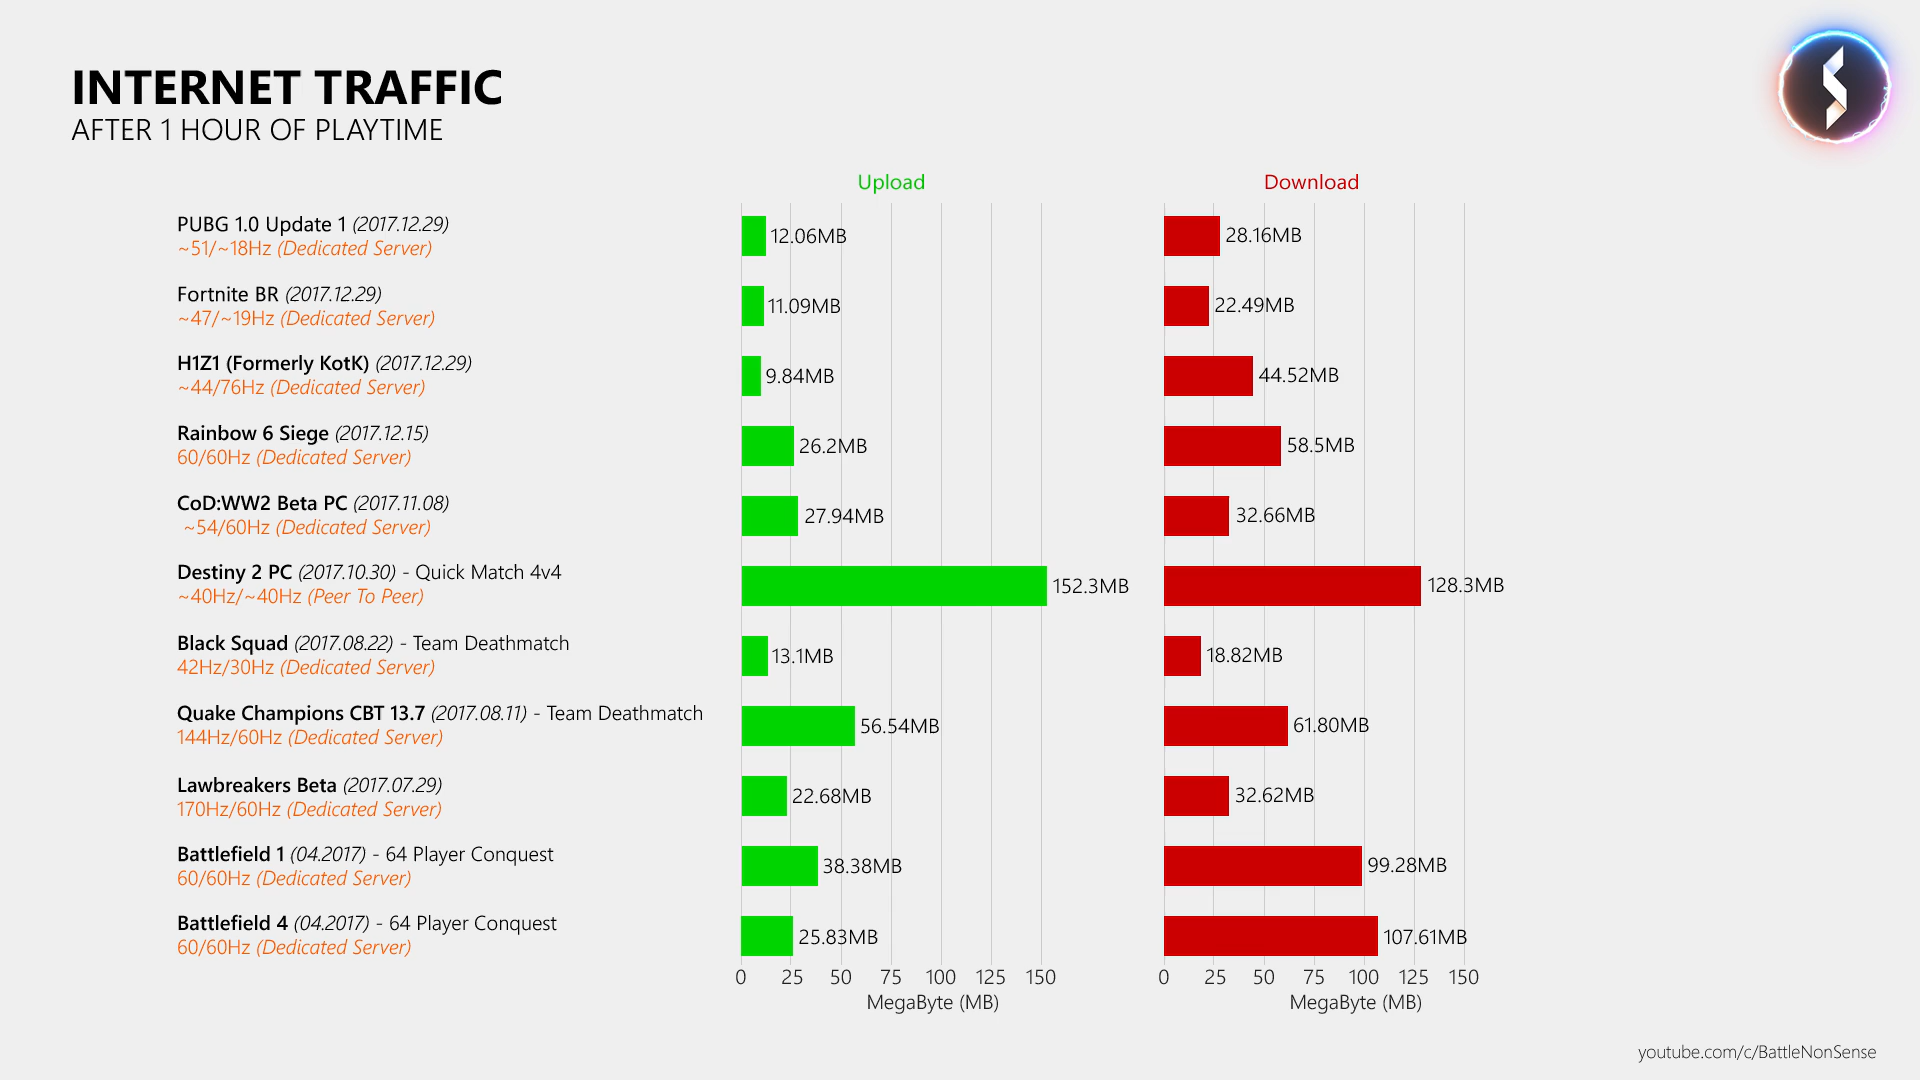 INTERNET TRAFFIC
AFTER 1 HOUR OF PLAYTIME
Upload
Download
PUBG 1.0 Update 1 (2017.12.29)
~51/~18Hz (Dedicated Server)
12.06MB
28.16MB
Fortnite BR (2017.12.29)
~47/~19Hz (Dedicated Server)
11.09MB
22.49MB
H1Z1 (Formerly KotK) (2017.12.29)
~44/76Hz (Dedicated Server)
9.84MB
44.52MB
Rainbow 6 Siege (2017.12.15)
60/60Hz (Dedicated Server)
26.2MB
58.5MB
CoD:WW2 Beta PC (2017.11.08)
~54/60Hz (Dedicated Server)
27.94MB
32.66MB
Destiny 2 PC (2017.10.30) - Quick Match 4v4
~40Hz/~40Hz (Peer To Peer)
152.3MB
128.3MB
Black Squad (2017.08.22) - Team Deathmatch
42Hz/30Hz (Dedicated Server)
13.1MB
18.82MB
Quake Champions CBT 13.7 (2017.08.11) - Team Deathmatch
144Hz/60Hz (Dedicated Server)
56.54MB
61.80MB
Lawbreakers Beta (2017.07.29)
170Hz/60Hz (Dedicated Server)
22.68MB
32.62MB
Battlefield 1 (04.2017) - 64 Player Conquest
60/60Hz (Dedicated Server)
38.38MB
99.28MB
Battlefield 4 (04.2017) - 64 Player Conquest
60/60Hz (Dedicated Server)
25.83MB
107.61MB
0 25 50 75 100 125 150
MegaByte (MB)
0 25 50 75 100 125 150
MegaByte (MB)
youtube.com/c/BattleNonSense